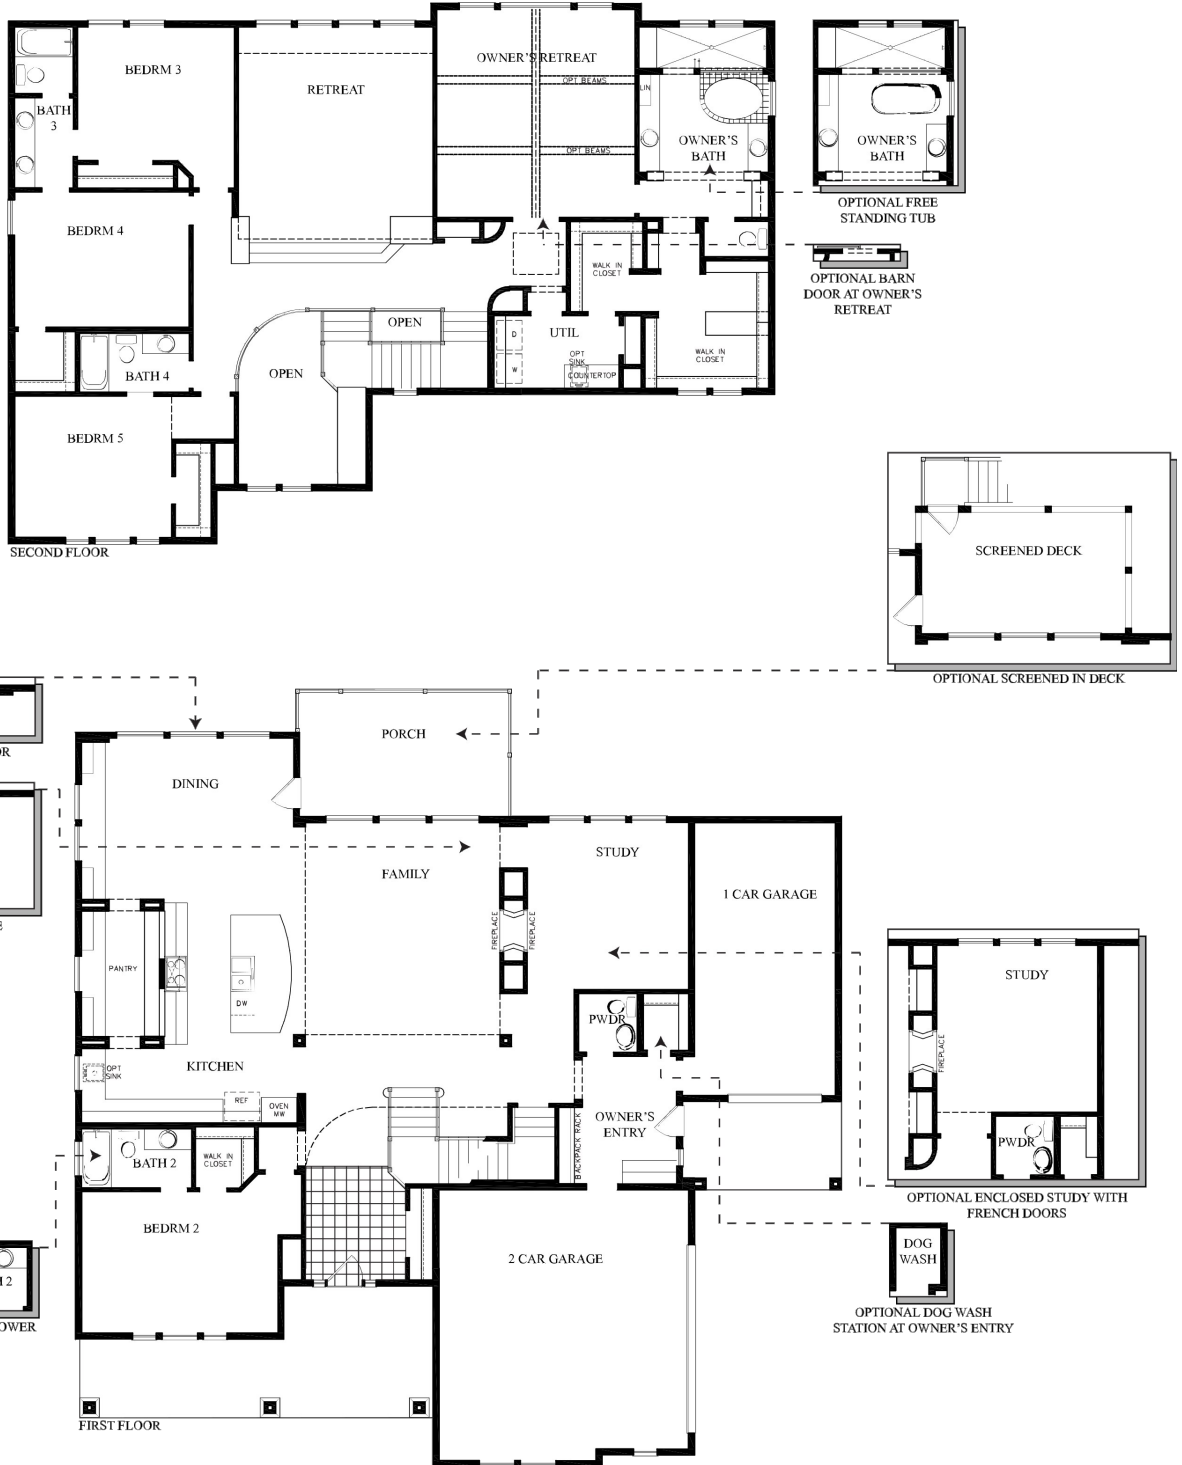 BEDRM 3
RETREAT
OWNER'S RETREAT
OPT BEAMS
OPT BEAMS
BATH
3
LIN
OWNER'S
BATH
OWNER'S
BATH
OPTIONAL FREE
STANDING TUB
BEDRM 4
WALK IN
CLOSET
OPTIONAL BARN
DOOR AT OWNER'S
RETREAT
OPEN
OPEN
UTIL
D
W
OPT
SINK
COUNTERTOP
WALK IN
CLOSET
BATH 4
BEDRM 5
SECOND FLOOR
SCREENED DECK
OPTIONAL SCREENED IN DECK
OR
PORCH
DINING
FAMILY
STUDY
1 CAR GARAGE
FIREPLACE
FIREPLACE
E
PANTRY
DW
STUDY
FIREPLACE
PWDR
KITCHEN
OPT
SINK
REF
OVEN
MW
OWNER'S
ENTRY
BACKPACK RACK
PWDR
BATH 2
WALK IN
CLOSET
OPTIONAL ENCLOSED STUDY WITH
FRENCH DOORS
BEDRM 2
2 CAR GARAGE
DOG
WASH
H 2
OPTIONAL DOG WASH
STATION AT OWNER'S ENTRY
OWER
FIRST FLOOR